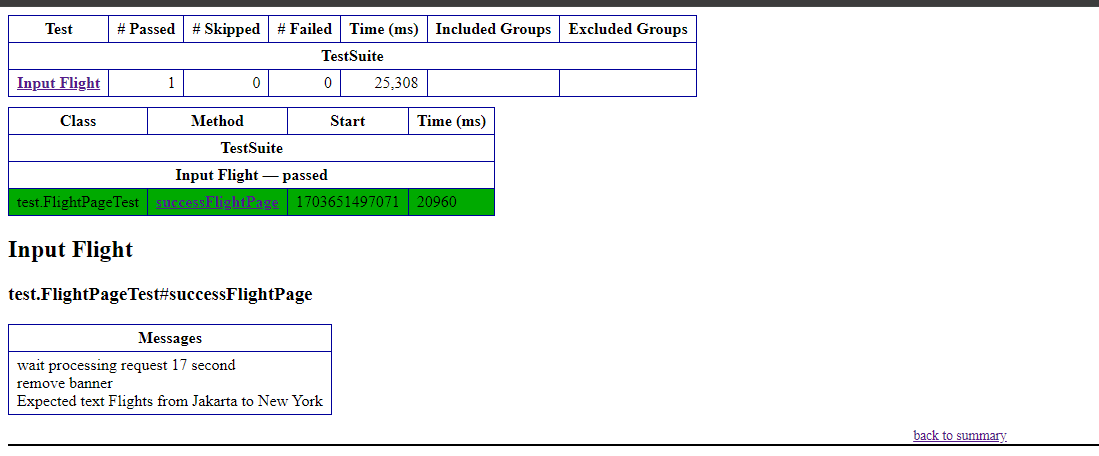 Test # Passed # Skipped # Failed Time (ms) Included Groups Excluded Groups
TestSuite
Input Flight 1 0 0 25,308
Class Method Start Time (ms)
TestSuite
Input Flight — passed
test.FlightPageTest successFlightPage 1703651497071 20960
Input Flight
test.FlightPageTest#successFlightPage
Messages
wait processing request 17 second
remove banner
Expected text Flights from Jakarta to New York
back to summary